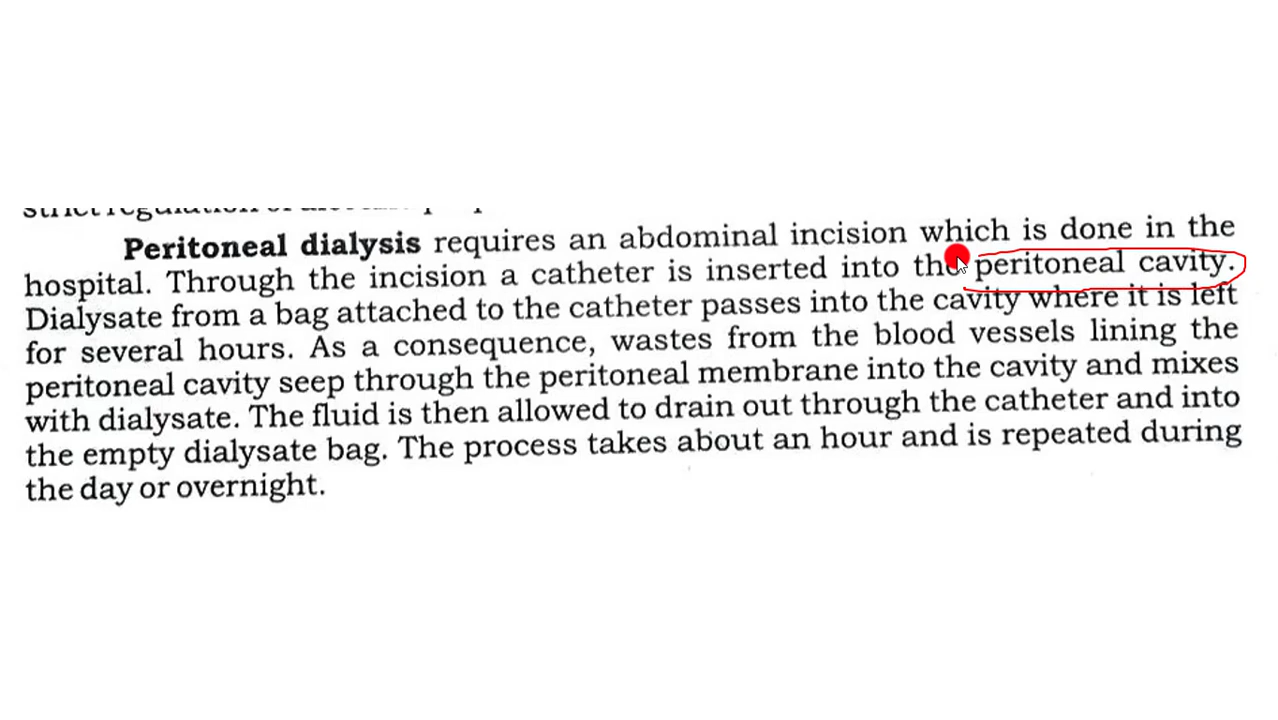 Peritoneal dialysis requires an abdominal incision which is done in the
hospital. Through the incision a catheter is inserted into the peritoneal cavity.
Dialysate from a bag attached to the catheter passes into the cavity where it is left
for several hours. As a consequence, wastes from the blood vessels lining the
peritoneal cavity seep through the peritoneal membrane into the cavity and mixes
with dialysate. The fluid is then allowed to drain out through the catheter and into
the empty dialysate bag. The process takes about an hour and is repeated during
the day or overnight.